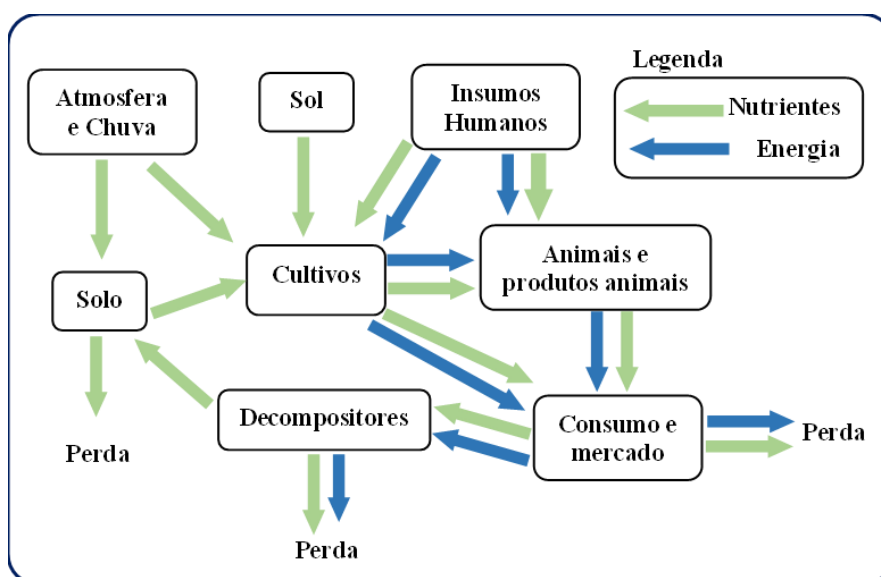 Atmosfera
e Chuva
Sol
Insumos
Humanos
Legenda
Nutrientes
Energia
Solo
Cultivos
Animais e
produtos animais
Decompositores
Consumo e
mercado
Perda
Perda
Perda